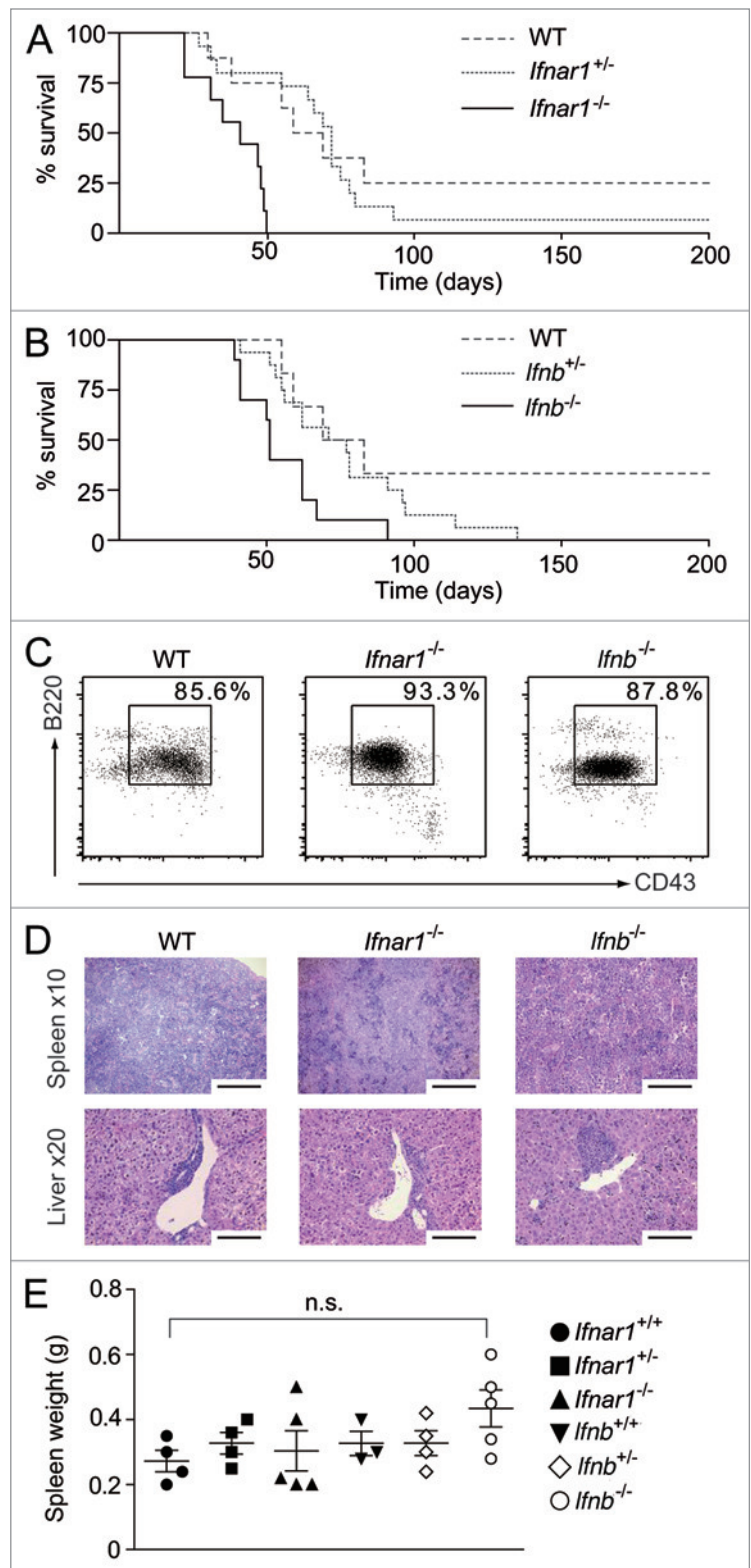 A
% survival
100
75
50
25
0
50
100
150
200
Time (days)
WT
Ifnar1+/-
Ifnar1-/-
B
% survival
100
75
50
25
0
50
100
150
200
Time (days)
WT
Ifnb+/-
Ifnb-/-
C
WT
Ifnar1-/-
Ifnb-/-
85.6%
93.3%
87.8%
B220
CD43
D
WT
Ifnar1-/-
Ifnb-/-
Spleen x10
Liver x20
E
Spleen weight (g)
0.8
0.6
0.4
0.2
0
n.s.
Ifnar1+/+
Ifnar1+/-
Ifnar1-/-
Ifnb+/+
Ifnb+/-
Ifnb-/-